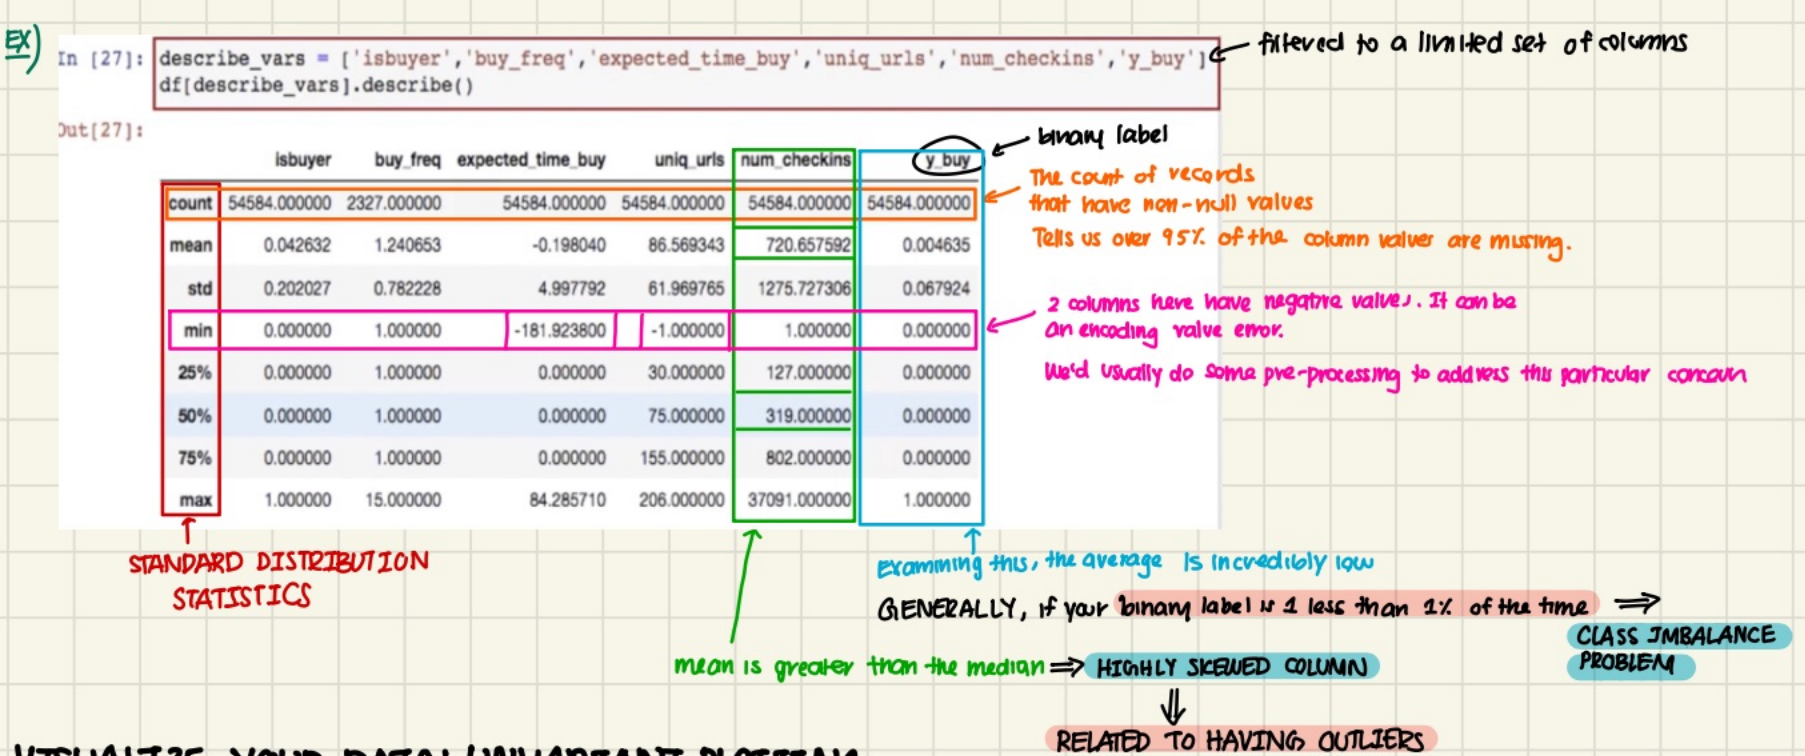 EX)
In [27]: describe_vars = ['isbuyer','buy_freq','expected_time_buy','uniq_urls','num_checkins','y_buy']
df[describe_vars].describe()
filtered to a limited set of columns
Out[27]:
isbuyer buy_freq expected_time_buy uniq_urls num_checkins y_buy
count 54584.000000 2327.000000 54584.000000 54584.000000 54584.000000 54584.000000
mean 0.042632 1.240653 -0.198040 86.569343 720.657592 0.004635
std 0.202027 0.782228 4.997792 61.969765 1275.727306 0.067924
min 0.000000 1.000000 -181.923800 -1.000000 1.000000 0.000000
25% 0.000000 1.000000 0.000000 30.000000 127.000000 0.000000
50% 0.000000 1.000000 0.000000 75.000000 319.000000 0.000000
75% 0.000000 1.000000 0.000000 155.000000 802.000000 0.000000
max 1.000000 15.000000 84.285710 206.000000 37091.000000 1.000000
binary label
The count of records
that have non-null values
Tells us over 95% of the column values are missing.
2 columns here have negative values. It can be
an encoding value error.
We'd usually do some pre-processing to address this particular concern
STANDARD DISTRIBUTION
STATISTICS
Examining this, the average is incredibly low
GENERALLY, if your binary label is 1 less than 1% of the time ⇒
CLASS IMBALANCE
PROBLEM
mean is greater than the median ⇒ HIGHLY SKEWED COLUMN
RELATED TO HAVING OUTLIERS
VISUALIZE YOUR DATA: UNIVARIANT PLOTTING